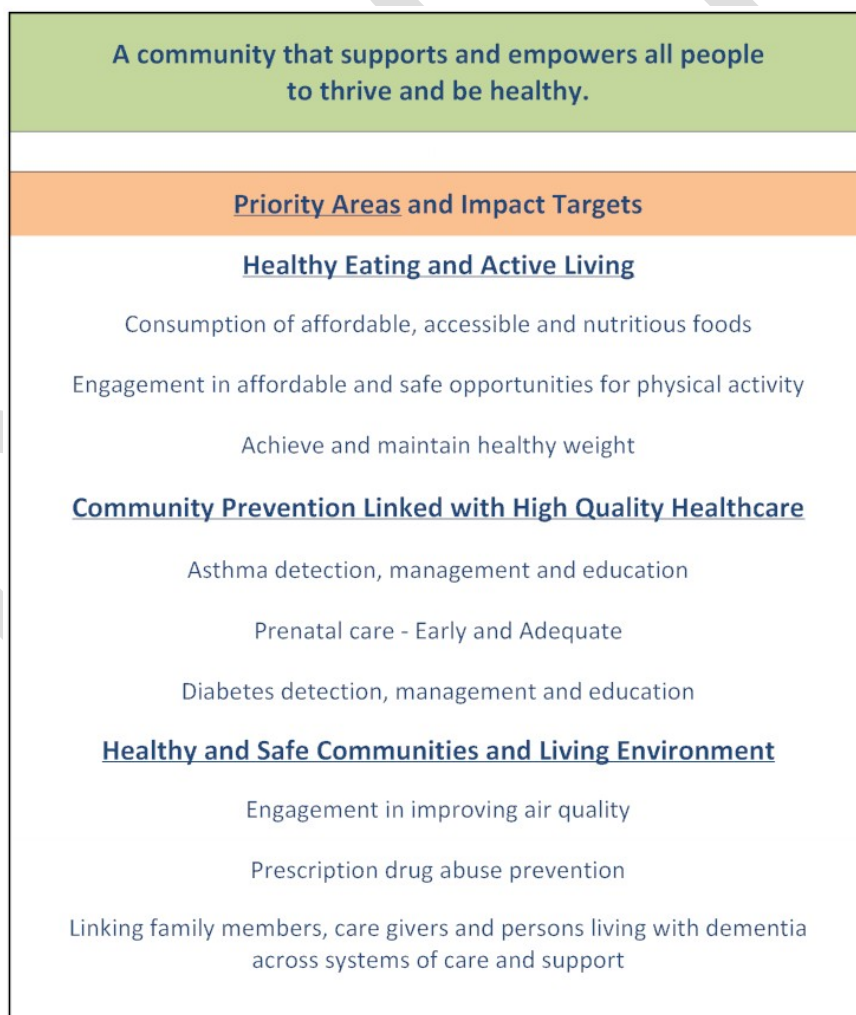 A community that supports and empowers all people
to thrive and be healthy.
Priority Areas and Impact Targets
Healthy Eating and Active Living
Consumption of affordable, accessible and nutritious foods
Engagement in affordable and safe opportunities for physical activity
Achieve and maintain healthy weight
Community Prevention Linked with High Quality Healthcare
Asthma detection, management and education
Prenatal care - Early and Adequate
Diabetes detection, management and education
Healthy and Safe Communities and Living Environment
Engagement in improving air quality
Prescription drug abuse prevention
Linking family members, care givers and persons living with dementia
across systems of care and support